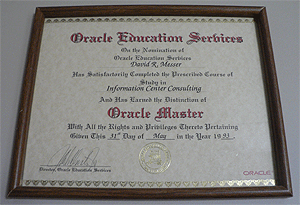 Oracle Education Services
On the Nomination of
Oracle Education Services
David R. Messer
Has Satisfactorily Completed the Prescribed Course of
Study in
Information Center Consulting
And Has Earned the Distinction of
Oracle Master
With All the Rights and Privileges Thereto Pertaining
Given This 31st Day of May in the Year 1993
Director, Oracle Education Services
ORACLE